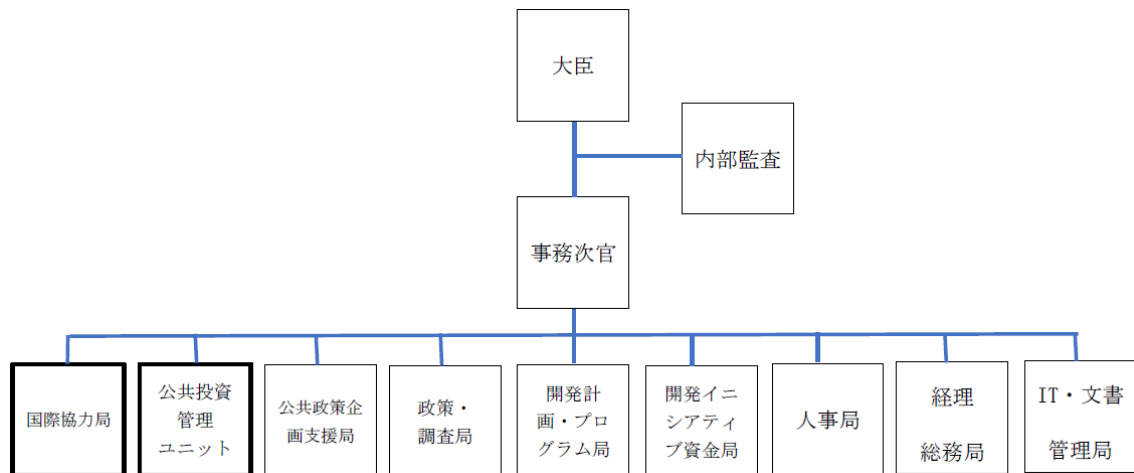 大臣
内部監査
事務次官
国際協力局
公共投資
管理
ユニット
公共政策企
画支援局
政策・
調査局
開発計
画・プロ
グラム局
開発イニ
シアティ
ブ資金局
人事局
経理
総務局
IT・文書
管理局